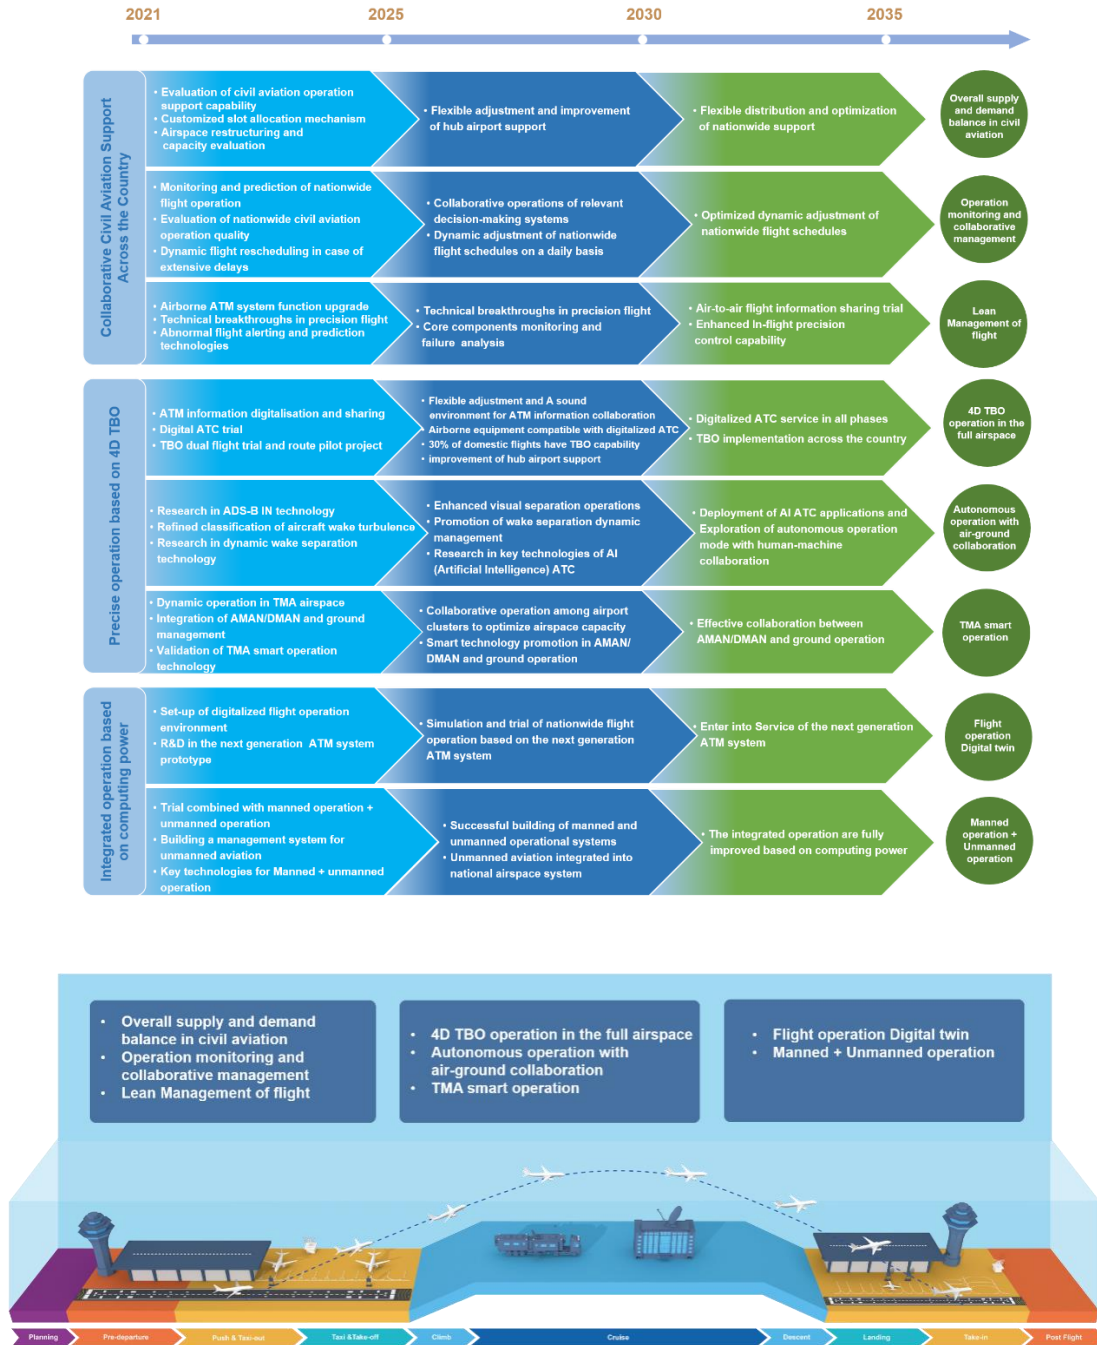 2021
2025
2030
2035
Collaborative Civil Aviation Support
Across the Country
• Evaluation of civil aviation operation
support capability
• Customized slot allocation mechanism
• Airspace restructuring and
capacity evaluation
• Flexible adjustment and improvement
of hub airport support
• Flexible distribution and optimization
of nationwide support
Overall supply
and demand
balance in civil
aviation
• Monitoring and prediction of nationwide
flight operation
• Evaluation of nationwide civil aviation
operation quality
• Dynamic flight rescheduling in case of
extensive delays
• Collaborative operations of relevant
decision-making systems
• Dynamic adjustment of nationwide
flight schedules on a daily basis
• Optimized dynamic adjustment of
nationwide flight schedules
Operation
monitoring and
collaborative
management
• Airborne ATM system function upgrade
• Technical breakthroughs in precision flight
• Abnormal flight alerting and prediction
technologies
• Technical breakthroughs in precision flight
• Core components monitoring and
failure analysis
• Air-to-air flight information sharing trial
• Enhanced In-flight precision
control capability
Lean
Management of
flight
Precise operation based on 4D TBO
• ATM information digitalisation and sharing
• Digital ATC trial
• TBO dual flight trial and route pilot project
• Flexible adjustment and A sound
environment for ATM information collaboration
• Airborne equipment compatible with digitalized ATC
• 30% of domestic flights have TBO capability
• improvement of hub airport support
• Digitalized ATC service in all phases
• TBO implementation across the country
4D TBO
operation in the
full airspace
• Research in ADS-B IN technology
• Refined classification of aircraft wake turbulence
• Research in dynamic wake separation
technology
• Enhanced visual separation operations
• Promotion of wake separation dynamic
management
• Research in key technologies of AI
(Artificial Intelligence) ATC
• Deployment of AI ATC applications and
Exploration of autonomous operation
mode with human-machine
collaboration
Autonomous
operation with
air-ground
collaboration
• Dynamic operation in TMA airspace
• Integration of AMAN/DMAN and ground
management
• Validation of TMA smart operation
technology
• Collaborative operation among airport
clusters to optimize airspace capacity
• Smart technology promotion in AMAN/
DMAN and ground operation
• Effective collaboration between
AMAN/DMAN and ground operation
TMA smart
operation
Integrated operation based
on computing power
• Set-up of digitalized flight operation
environment
• R&D in the next generation ATM system
prototype
• Simulation and trial of nationwide flight
operation based on the next generation
ATM system
• Enter into Service of the next generation
ATM system
Flight
operation
Digital twin
• Trial combined with manned operation +
unmanned operation
• Building a management system for
unmanned aviation
• Key technologies for Manned + unmanned
operation
• Successful building of manned and
unmanned operational systems
• Unmanned aviation integrated into
national airspace system
• The integrated operation are fully
improved based on computing power
Manned
operation +
Unmanned
operation
• Overall supply and demand
balance in civil aviation
• Operation monitoring and
collaborative management
• Lean Management of flight
• 4D TBO operation in the full airspace
• Autonomous operation with
air-ground collaboration
• TMA smart operation
• Flight operation Digital twin
• Manned + Unmanned operation
Planning
Pre-departure
Push & Taxi-out
Taxi &Take-off
Climb
Cruise
Descent
Landing
Take-in
Post Flight